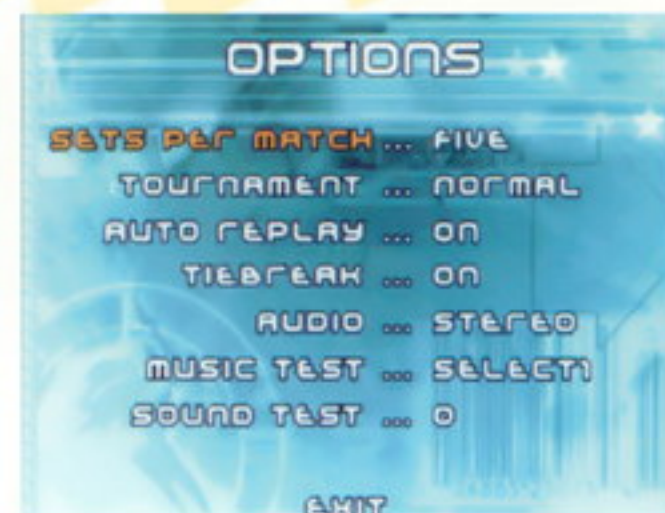 OPTIONS
SETS PER MATCH ... FIVE
TOURNAMENT ... NORMAL
AUTO REPLAY ... ON
TIEBREAK ... ON
AUDIO ... STEREO
MUSIC TEST ... SELECT1
SOUND TEST ... 0
EXIT